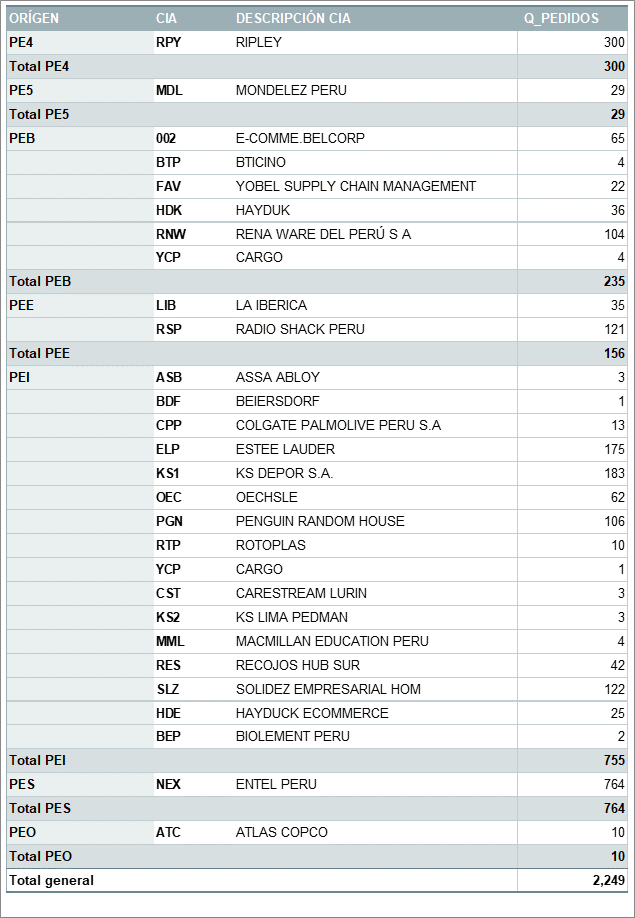 ORÍGEN CIA DESCRIPCIÓN CIA Q_PEDIDOS
PE4 RPY RIPLEY 300
Total PE4 300
PE5 MDL MONDELEZ PERU 29
Total PE5 29
PEB 002 E-COMME.BELCORP 65
BTP BTICINO 4
FAV YOBEL SUPPLY CHAIN MANAGEMENT 22
HDK HAYDUK 36
RNW RENA WARE DEL PERÚ S A 104
YCP CARGO 4
Total PEB 235
PEE LIB LA IBERICA 35
RSP RADIO SHACK PERU 121
Total PEE 156
PEI ASB ASSA ABLOY 3
BDF BEIERSDORF 1
CPP COLGATE PALMOLIVE PERU S.A 13
ELP ESTEE LAUDER 175
KS1 KS DEPOR S.A. 183
OEC OECHSLE 62
PGN PENGUIN RANDOM HOUSE 106
RTP ROTOPLAS 10
YCP CARGO 1
CST CARESTREAM LURIN 3
KS2 KS LIMA PEDMAN 3
MML MACMILLAN EDUCATION PERU 4
RES RECOJOS HUB SUR 42
SLZ SOLIDEZ EMPRESARIAL HOM 122
HDE HAYDUCK ECOMMERCE 25
BEP BIOLEMENT PERU 2
Total PEI 755
PES NEX ENTEL PERU 764
Total PES 764
PEO ATC ATLAS COPCO 10
Total PEO 10
Total general 2,249